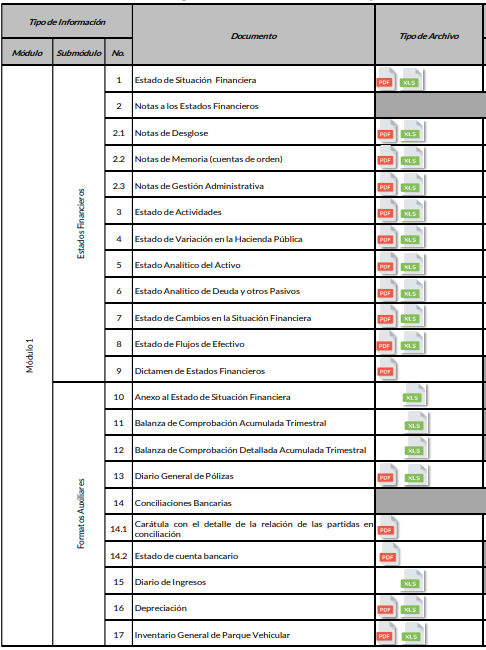 Tipo de Información
Documento
Tipo de Archivo
Módulo Submódulo No.
Módulo 1
Estados Financieros
1 Estado de Situación Financiera PDF XLS
2 Notas a los Estados Financieros
2.1 Notas de Desglose PDF XLS
2.2 Notas de Memoria (cuentas de orden) PDF XLS
2.3 Notas de Gestión Administrativa PDF XLS
3 Estado de Actividades PDF XLS
4 Estado de Variación en la Hacienda Pública PDF XLS
5 Estado Analítico del Activo PDF XLS
6 Estado Analítico de Deuda y otros Pasivos PDF XLS
7 Estado de Cambios en la Situación Financiera PDF XLS
8 Estado de Flujos de Efectivo PDF XLS
9 Dictamen de Estados Financieros PDF
Formatos Auxiliares
10 Anexo al Estado de Situación Financiera XLS
11 Balanza de Comprobación Acumulada Trimestral XLS
12 Balanza de Comprobación Detallada Acumulada Trimestral XLS
13 Diario General de Pólizas PDF XLS
14 Conciliaciones Bancarias
14.1 Carátula con el detalle de la relación de las partidas en
conciliación PDF
14.2 Estado de cuenta bancario PDF
15 Diario de Ingresos XLS
16 Depreciación PDF XLS
17 Inventario General de Parque Vehicular PDF XLS